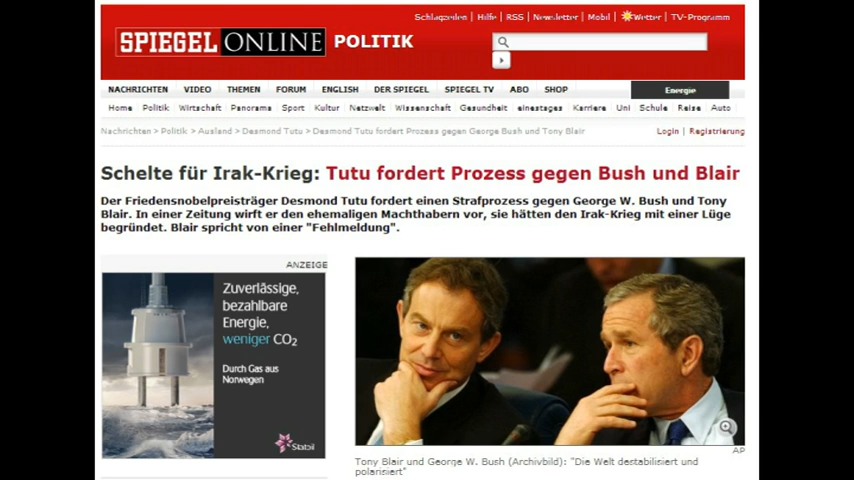 Schlagzeilen | Hilfe | RSS | Newsletter | Mobil | Wetter | TV-Programm
SPIEGEL ONLINE POLITIK
NACHRICHTEN VIDEO THEMEN FORUM ENGLISH DER SPIEGEL SPIEGEL TV ABO SHOP Energie
Home Politik Wirtschaft Panorama Sport Kultur Netzwelt Wissenschaft Gesundheit einestages Karriere Uni Schule Reise Auto
Nachrichten > Politik > Ausland > Desmond Tutu > Desmond Tutu fordert Prozess gegen George Bush und Tony Blair
Login | Registrierung
Schelte für Irak-Krieg: Tutu fordert Prozess gegen Bush und Blair
Der Friedensnobelpreisträger Desmond Tutu fordert einen Strafprozess gegen George W. Bush und Tony
Blair. In einer Zeitung wirft er den ehemaligen Machthabern vor, sie hätten den Irak-Krieg mit einer Lüge
begründet. Blair spricht von einer "Fehlmeldung".
ANZEIGE
Zuverlässige,
bezahlbare
Energie,
weniger CO2
Durch Gas aus
Norwegen
Statoil
AP
Tony Blair und George W. Bush (Archivbild): "Die Welt destabilisiert und
polarisiert"